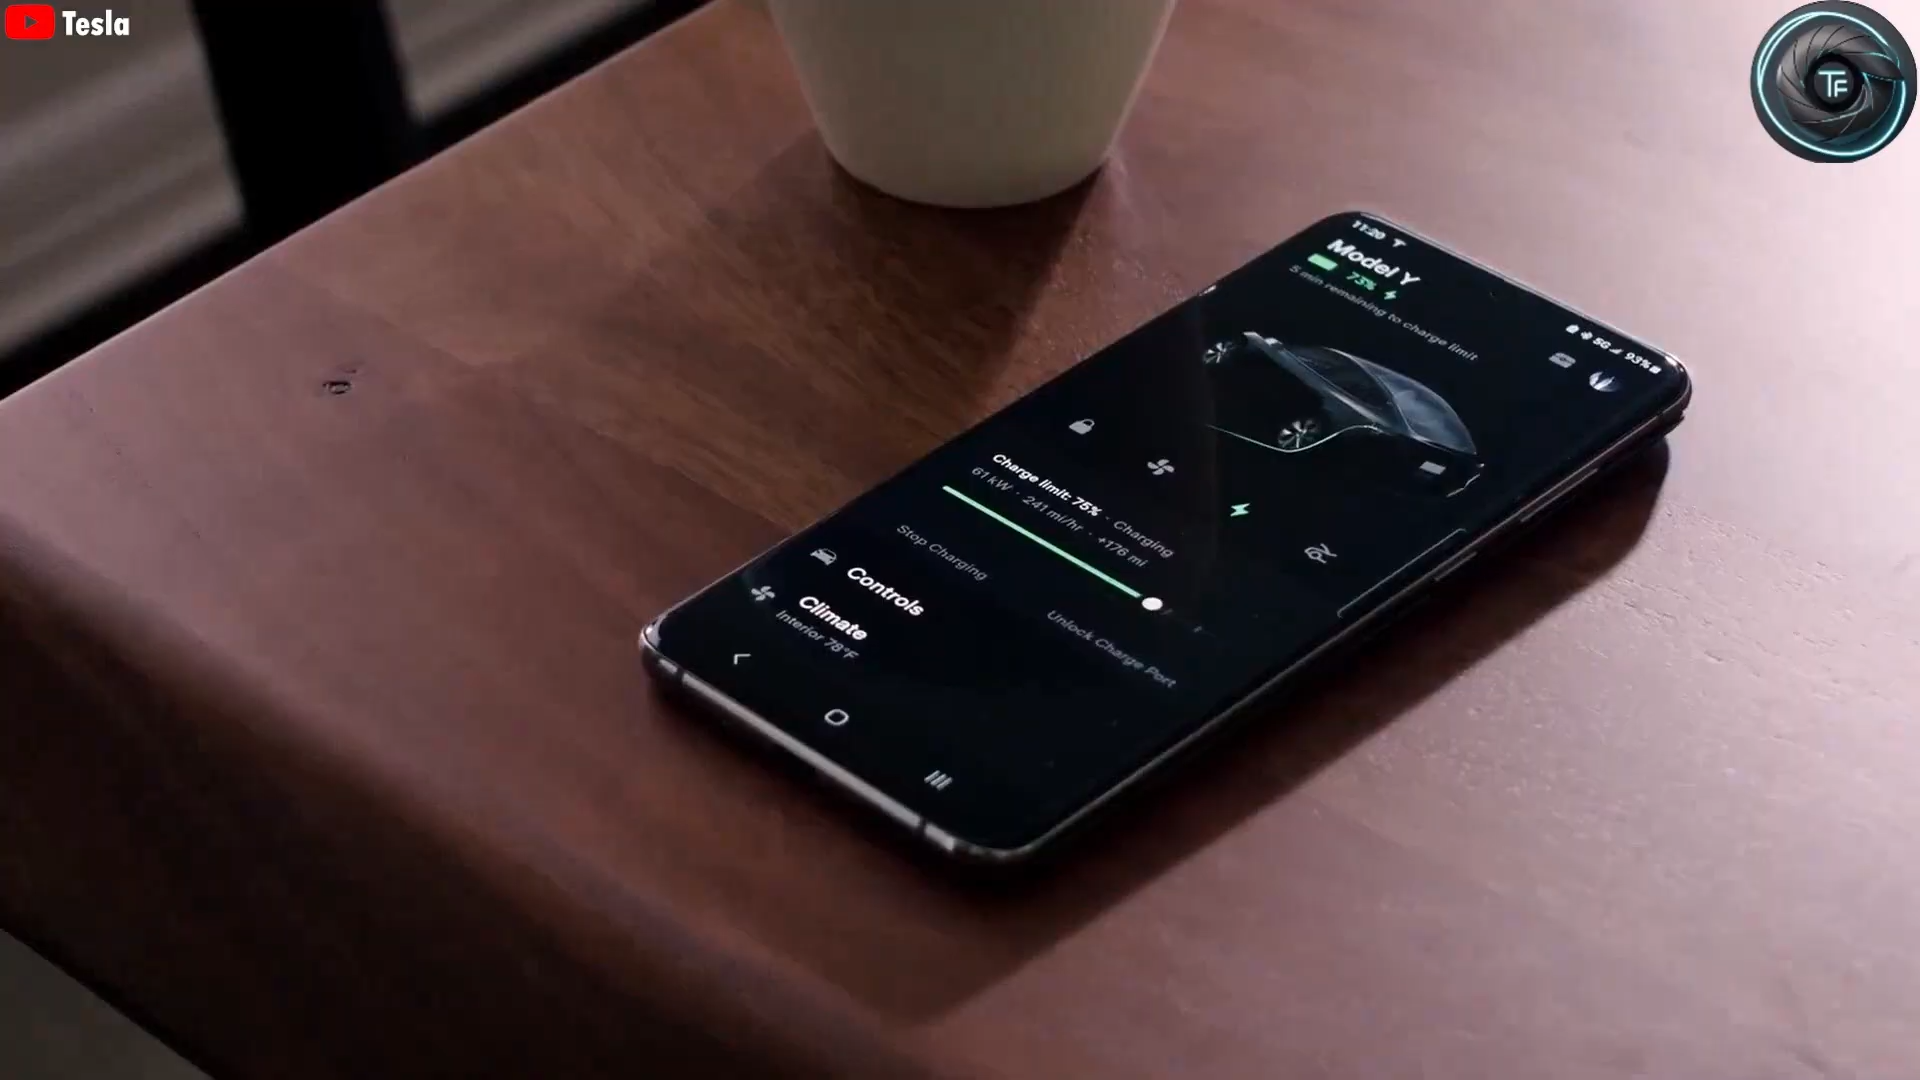 Tesla
TF
11:20
5G 93%
Model Y
73%
5 min remaining to charge limit
Charge limit: 75% · Charging
61 kW · 241 mi/hr · +176 mi
Stop Charging
Unlock Charge Port
Controls
Climate
Interior 78°F